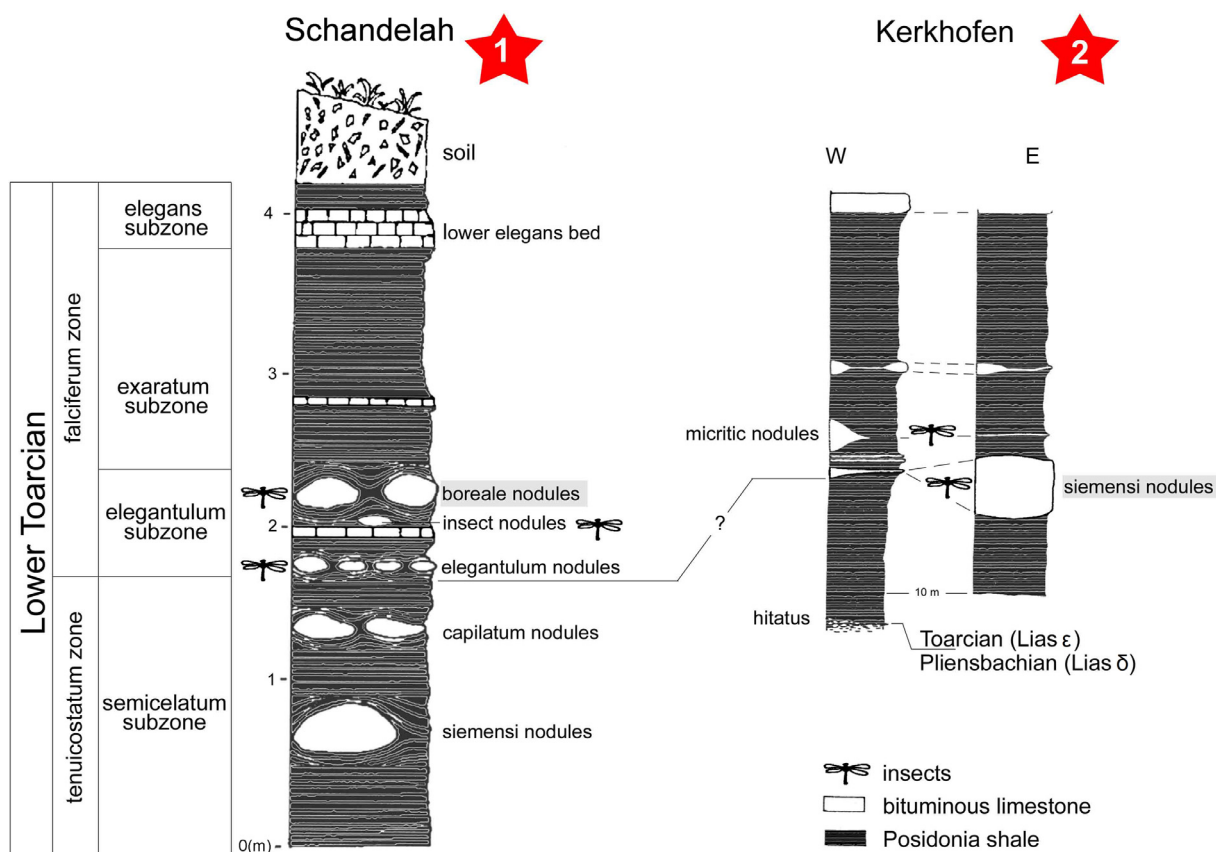 Schandelah
1
Kerkhofen
2
soil
W
E
Lower Toarcian
falciferum zone
tenuicostatum zone
elegans
subzone
exaratum
subzone
elegantulum
subzone
semicelatum
subzone
4
3
2
1
0(m)
lower elegans bed
boreale nodules
insect nodules
elegantulum nodules
capilatum nodules
siemensi nodules
?
micritic nodules
siemensi nodules
10 m
hitatus
Toarcian (Lias ε)
Pliensbachian (Lias δ)
insects
bituminous limestone
Posidonia shale